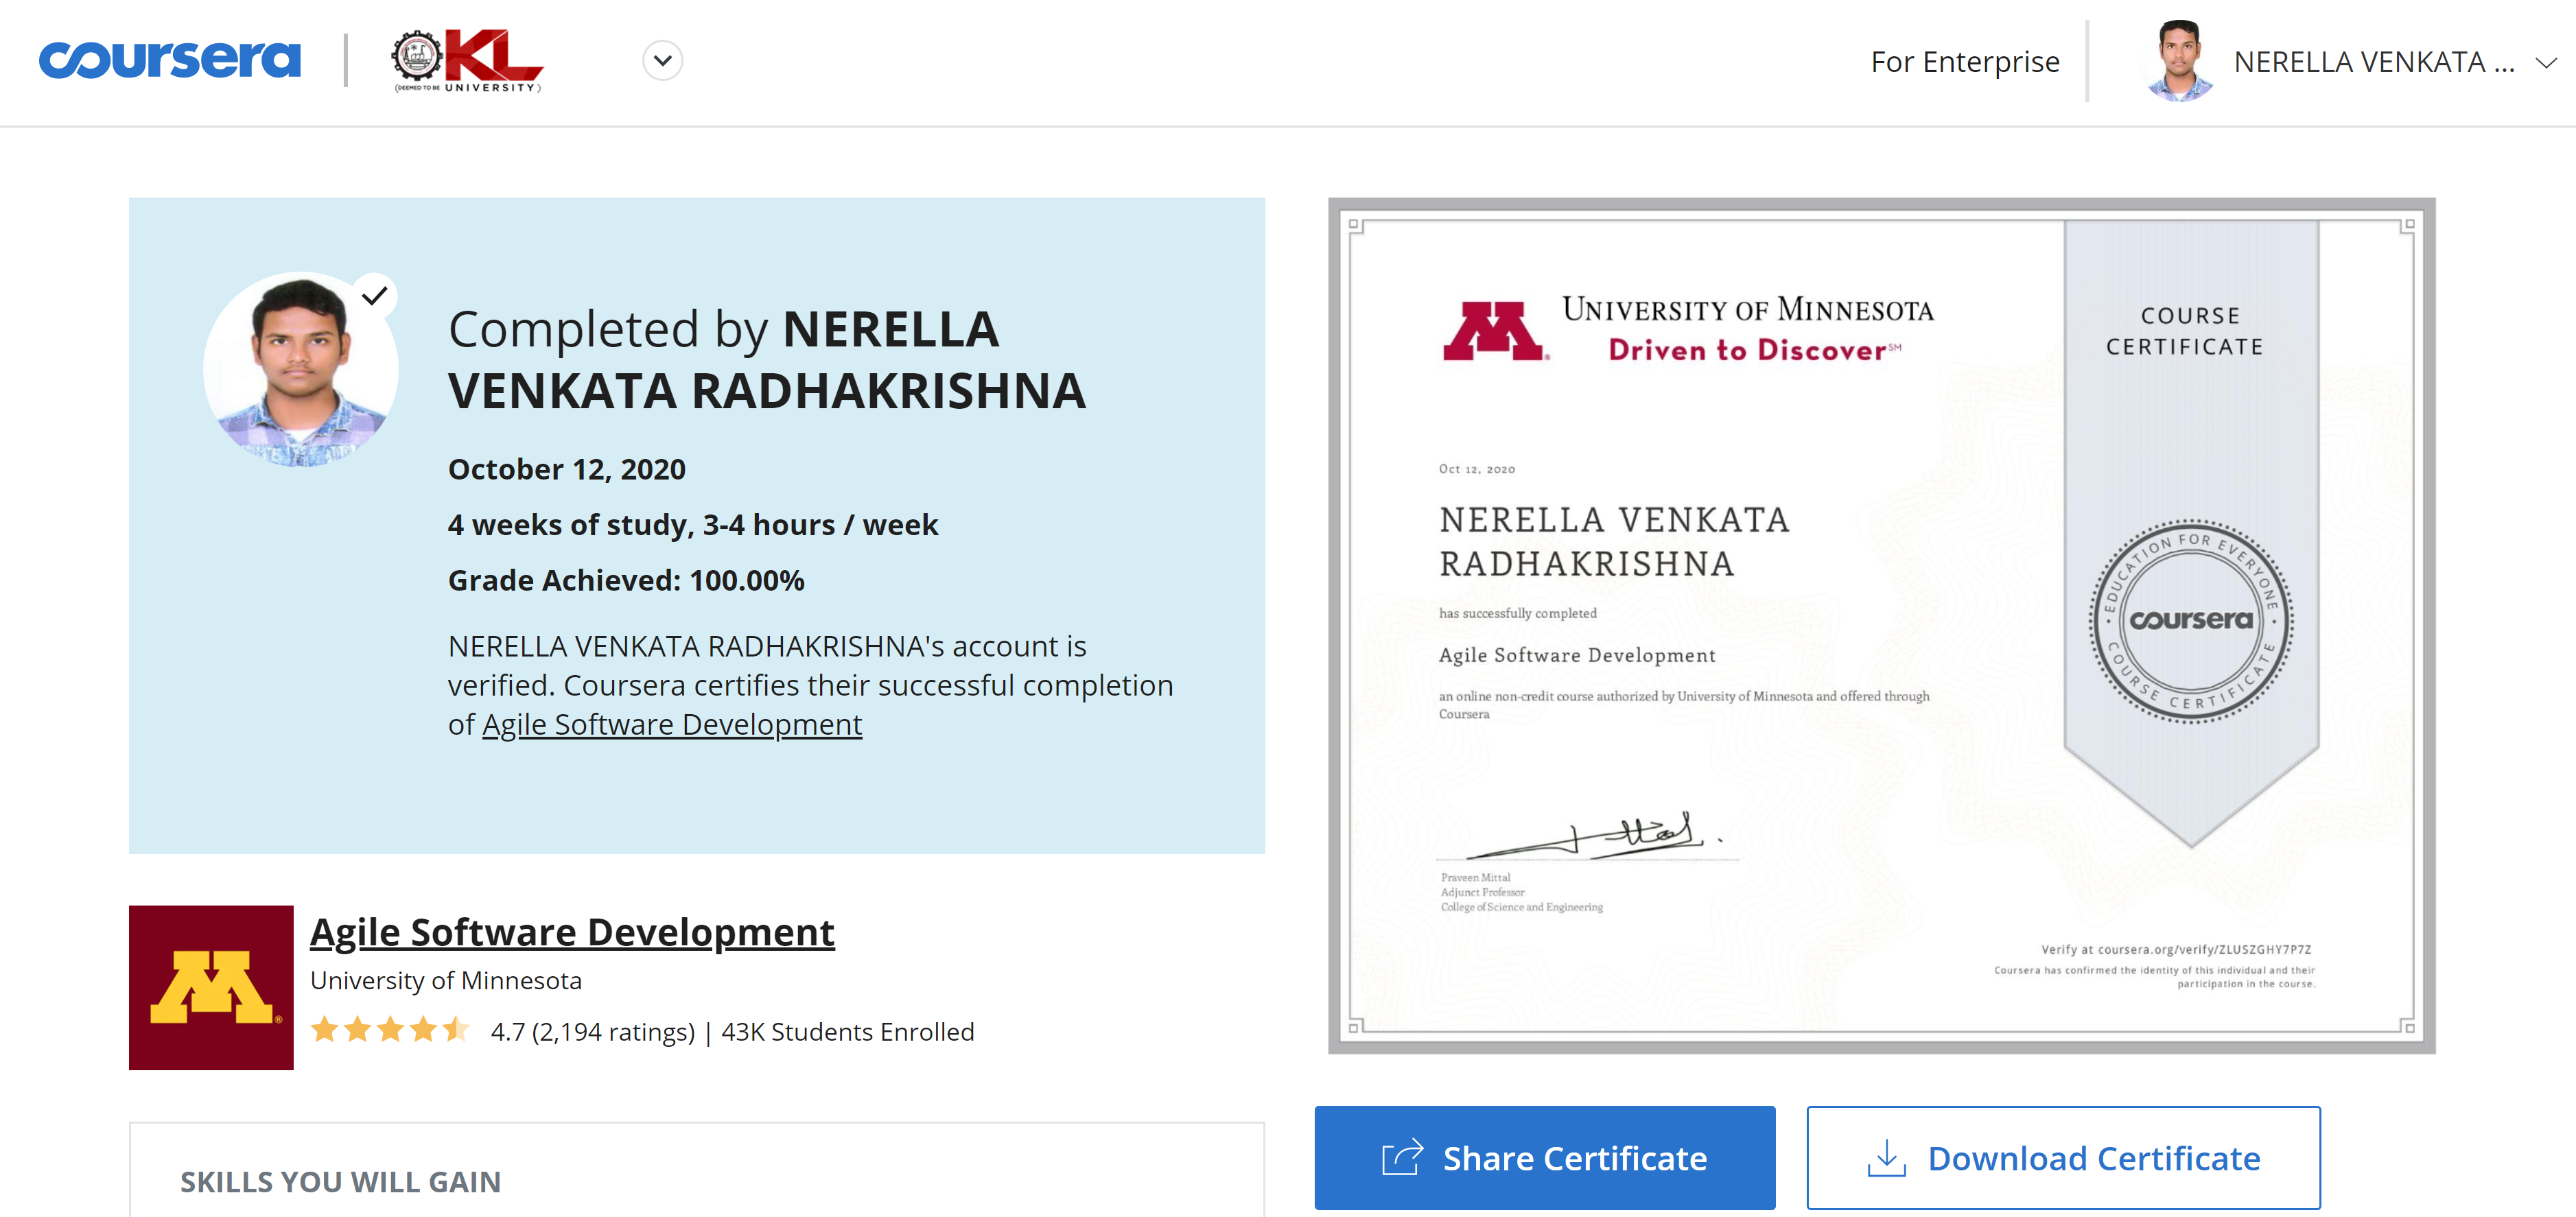 coursera
KL
(DEEMED TO BE UNIVERSITY)
For Enterprise
NERELLA VENKATA ...
Completed by NERELLA
VENKATA RADHAKRISHNA
October 12, 2020
4 weeks of study, 3-4 hours / week
Grade Achieved: 100.00%
NERELLA VENKATA RADHAKRISHNA's account is
verified. Coursera certifies their successful completion
of Agile Software Development
Agile Software Development
University of Minnesota
4.7 (2,194 ratings) | 43K Students Enrolled
SKILLS YOU WILL GAIN
M®
UNIVERSITY OF MINNESOTA
Driven to Discover℠
Oct 12, 2020
NERELLA VENKATA
RADHAKRISHNA
has successfully completed
Agile Software Development
an online non-credit course authorized by University of Minnesota and offered through
Coursera
Praveen Mittal
Adjunct Professor
College of Science and Engineering
COURSE
CERTIFICATE
EDUCATION FOR EVERYONE
coursera
COURSE CERTIFICATE
Verify at coursera.org/verify/ZLUSZGHY7P7Z
Coursera has confirmed the identity of this individual and their
participation in the course.
Share Certificate
Download Certificate